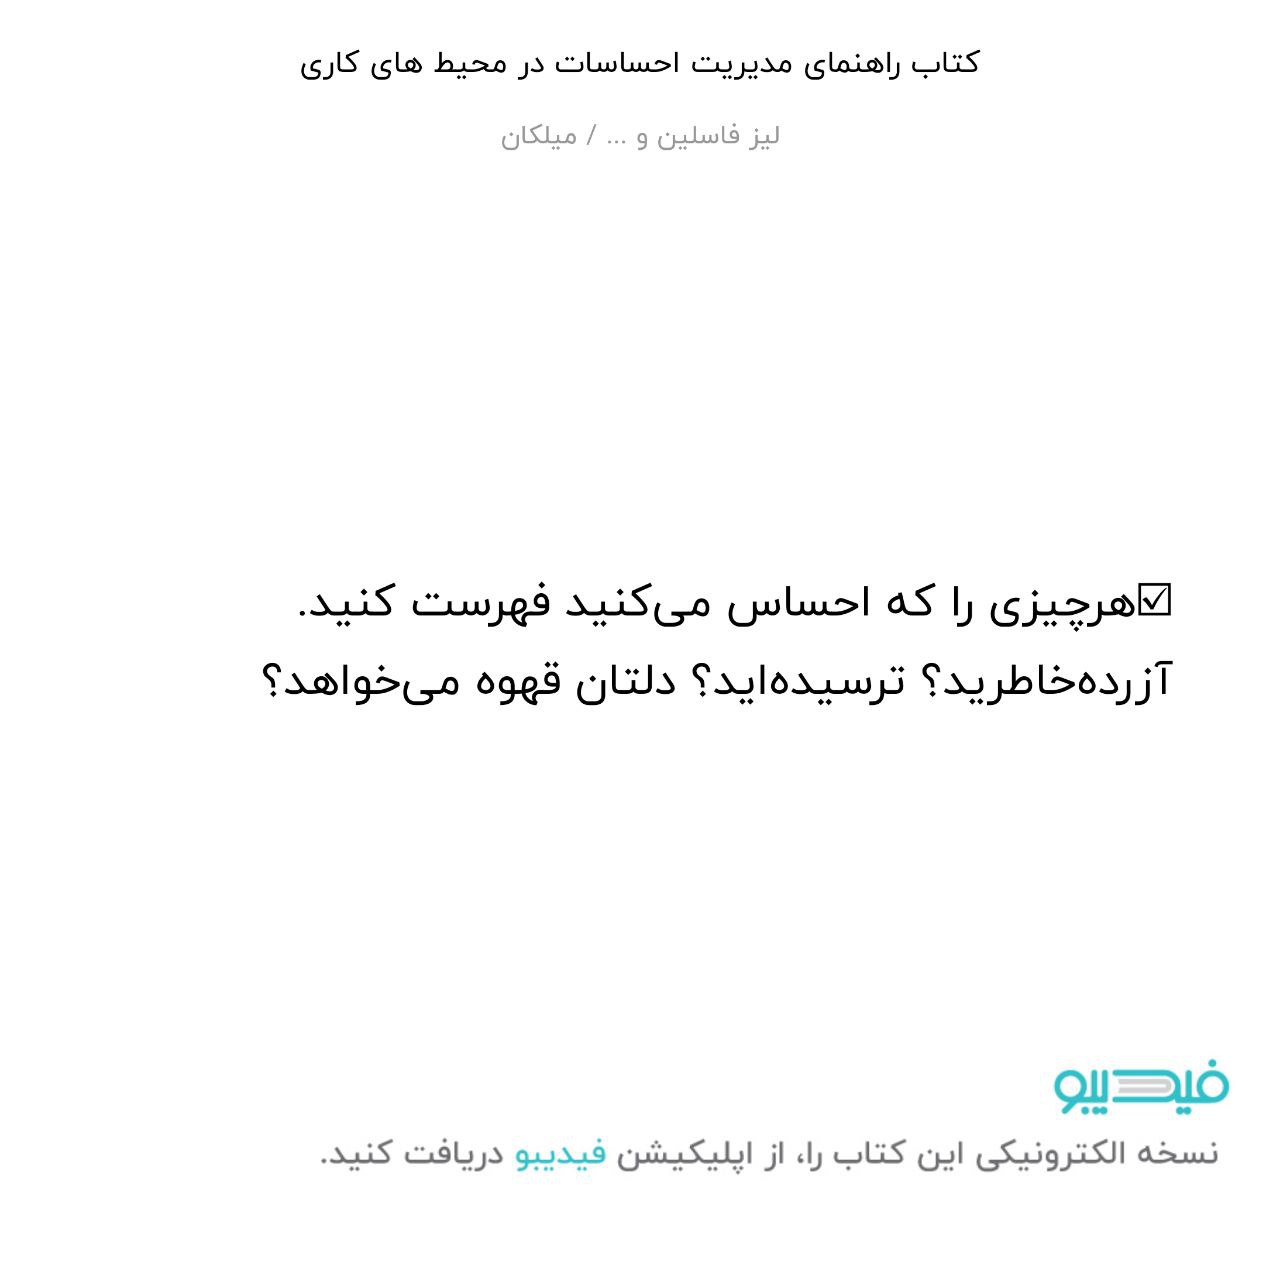 کتاب راهنمای مدیریت احساسات در محیط های کاری
لیز فاسلین و ... / میلکان
☑هرچیزی را که احساس می‌کنید فهرست کنید.
آزرده‌خاطرید؟ ترسیده‌اید؟ دلتان قهوه می‌خواهد؟
فیدیبو
نسخه الکترونیکی این کتاب را، از اپلیکیشن فیدیبو دریافت کنید.